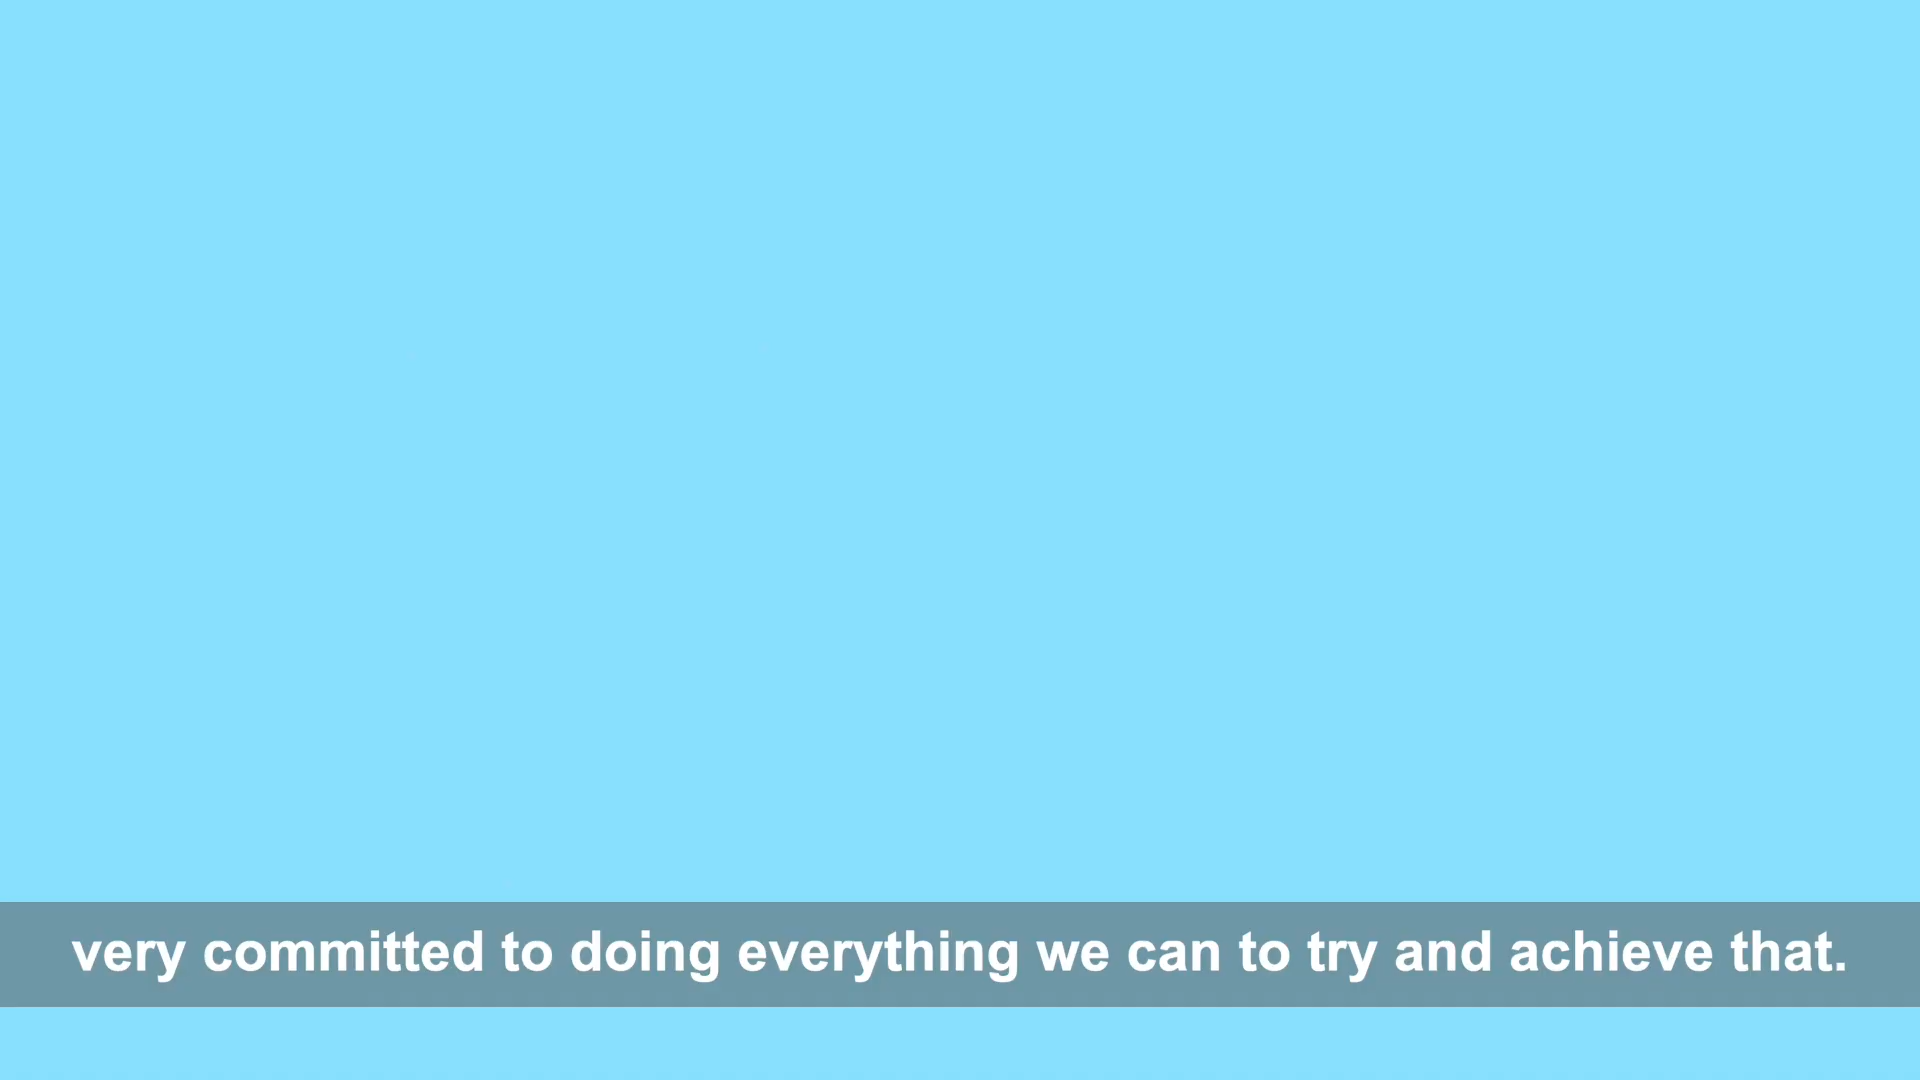 very committed to doing everything we can to try and achieve that.